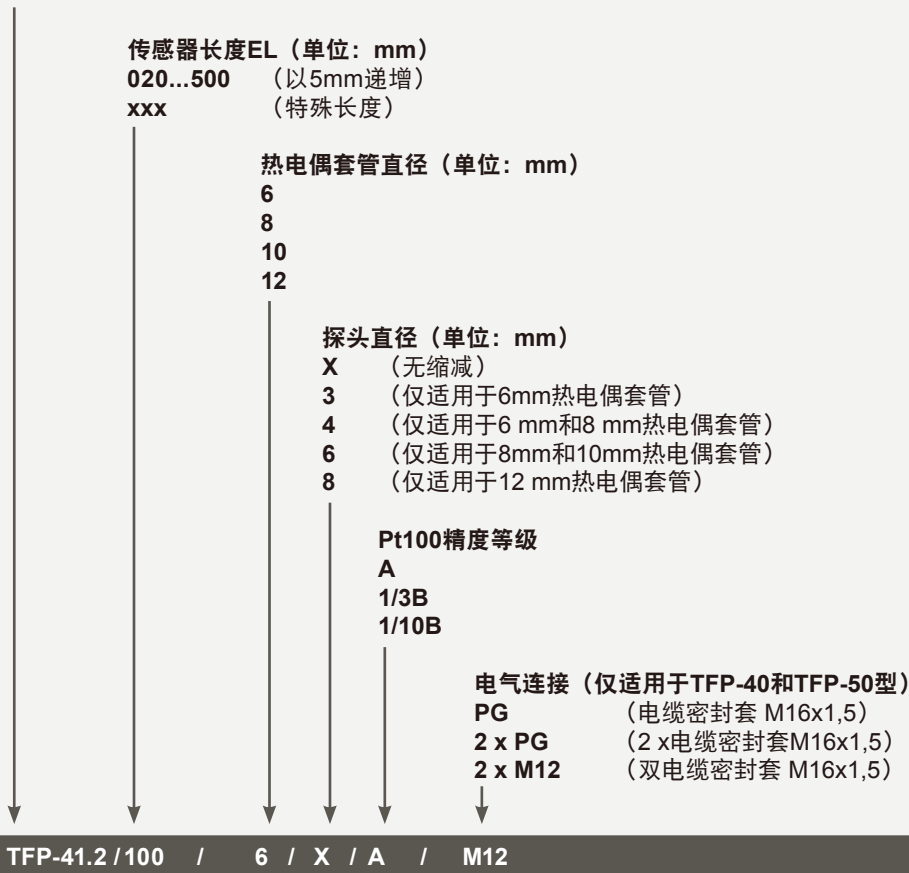 传感器长度EL（单位：mm）
020...500 （以5mm递增）
xxx （特殊长度）
热电偶套管直径（单位：mm）
6
8
10
12
探头直径（单位：mm）
X （无缩减）
3 （仅适用于6mm热电偶套管）
4 （仅适用于6 mm和8 mm热电偶套管）
6 （仅适用于8mm和10mm热电偶套管）
8 （仅适用于12 mm热电偶套管）
Pt100精度等级
A
1/3B
1/10B
电气连接（仅适用于TFP-40和TFP-50型）
PG （电缆密封套 M16x1,5）
2 x PG （2 x电缆密封套M16x1,5）
2 x M12 （双电缆密封套 M16x1,5）
TFP-41.2 / 100 / 6 / X / A / M12